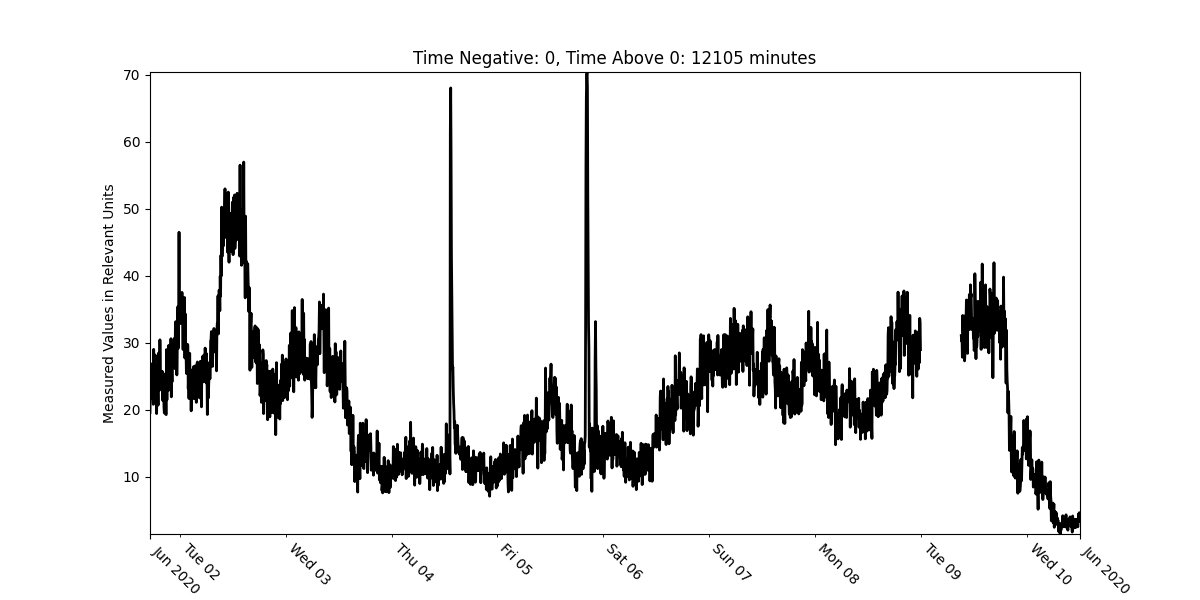 Time Negative: 0, Time Above 0: 12105 minutes
Measured Values in Relevant Units
70
60
50
40
30
20
10
Jun 2020
Tue 02
Wed 03
Thu 04
Fri 05
Sat 06
Sun 07
Mon 08
Tue 09
Wed 10
Jun 2020